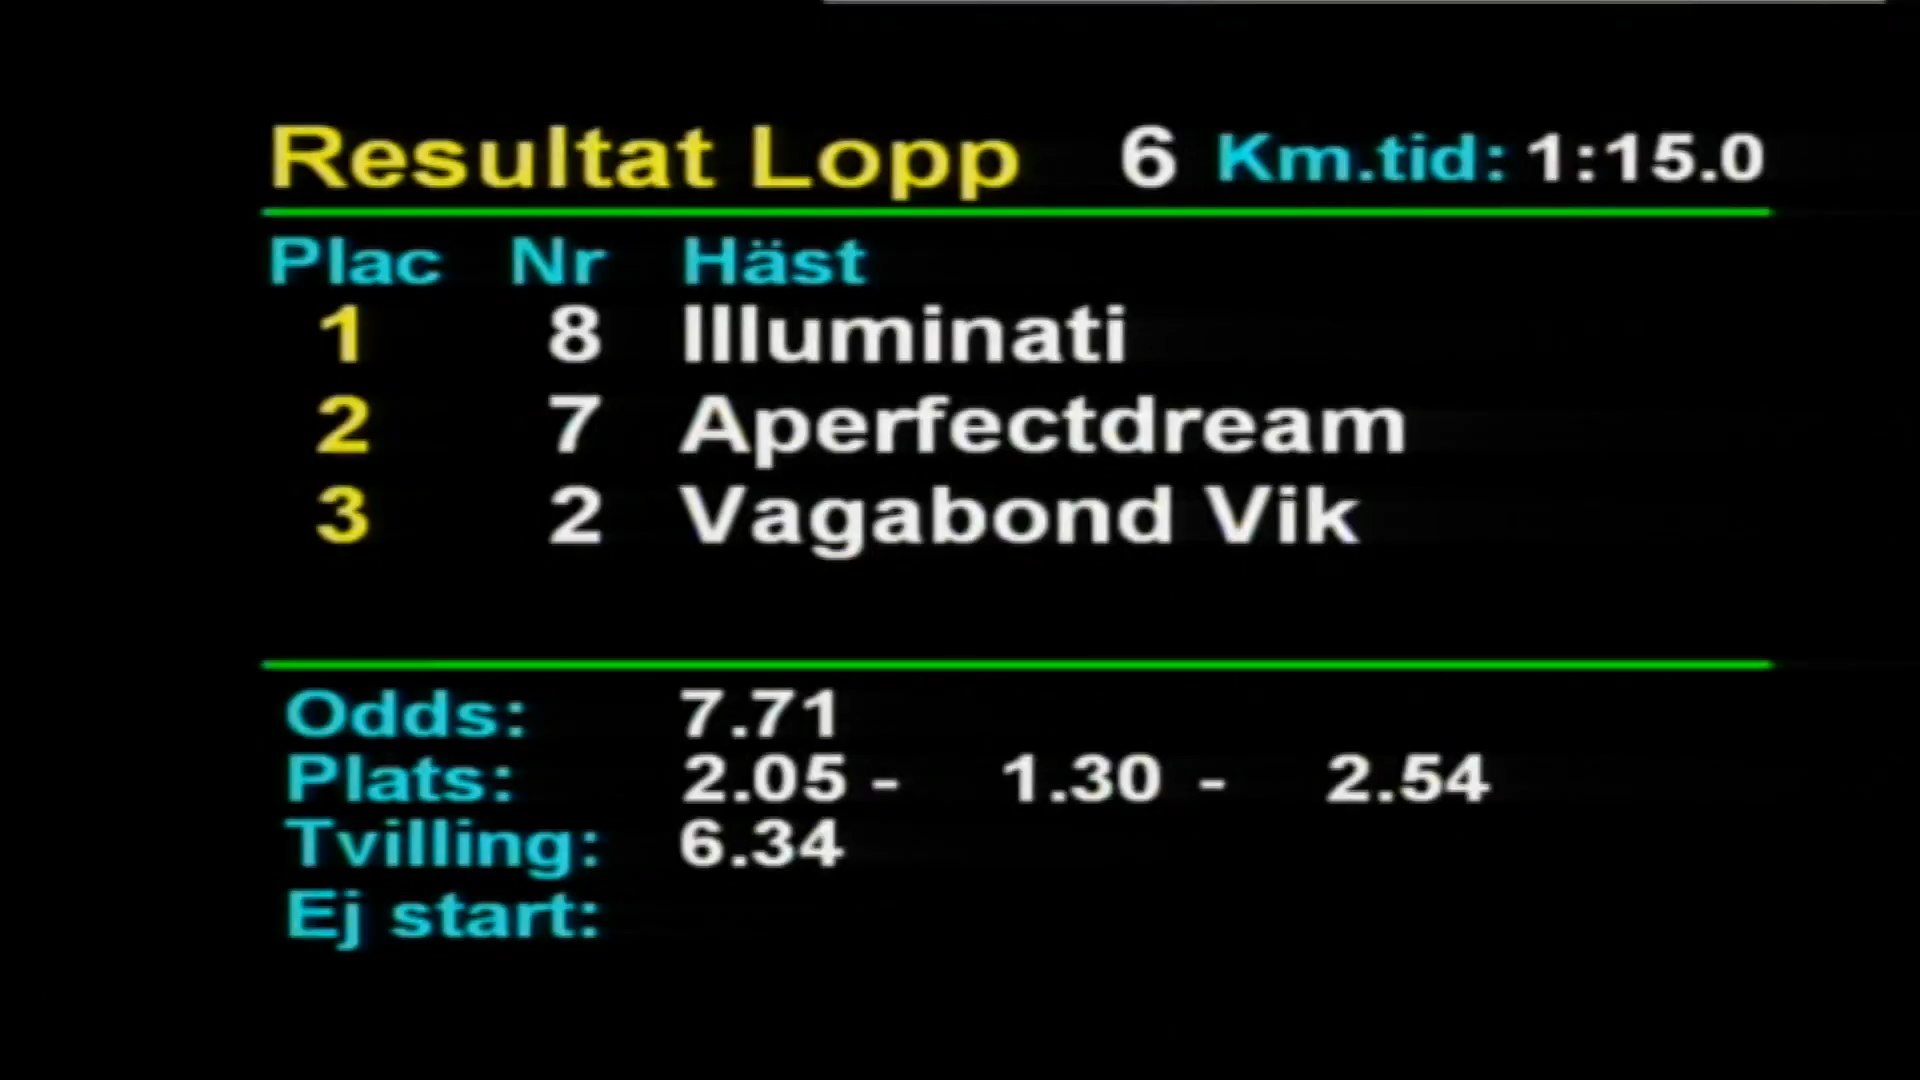 Resultat Lopp 6 Km.tid: 1:15.0
Plac Nr Häst
1 8 Illuminati
2 7 Aperfectdream
3 2 Vagabond Vik
Odds: 7.71
Plats: 2.05 - 1.30 - 2.54
Tvilling: 6.34
Ej start: